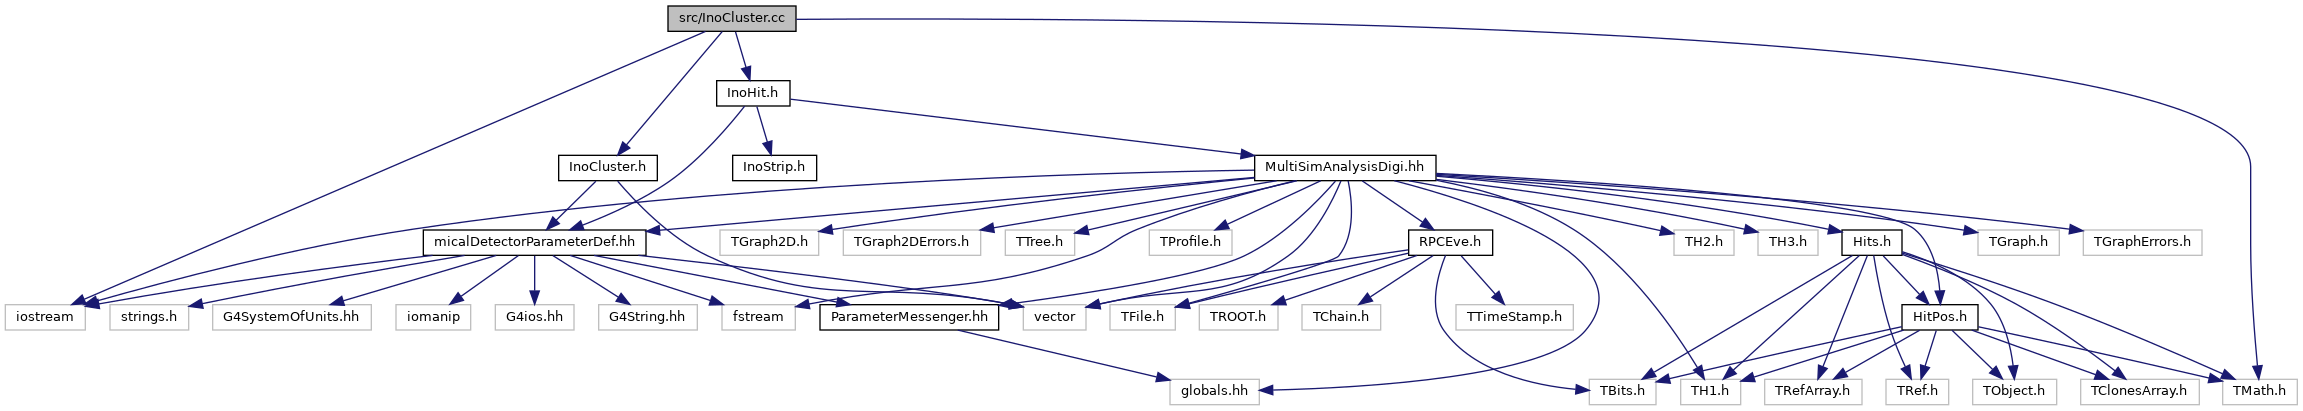 src/InoCluster.cc
InoHit.h
InoCluster.h
InoStrip.h
MultiSimAnalysisDigi.hh
micalDetectorParameterDef.hh
TGraph2D.h
TGraph2DErrors.h
TTree.h
TProfile.h
RPCEve.h
TH2.h
TH3.h
Hits.h
TGraph.h
TGraphErrors.h
iostream
strings.h
G4SystemOfUnits.hh
iomanip
G4ios.hh
G4String.hh
fstream
ParameterMessenger.hh
vector
TFile.h
TROOT.h
TChain.h
TTimeStamp.h
HitPos.h
globals.hh
TBits.h
TH1.h
TRefArray.h
TRef.h
TObject.h
TClonesArray.h
TMath.h